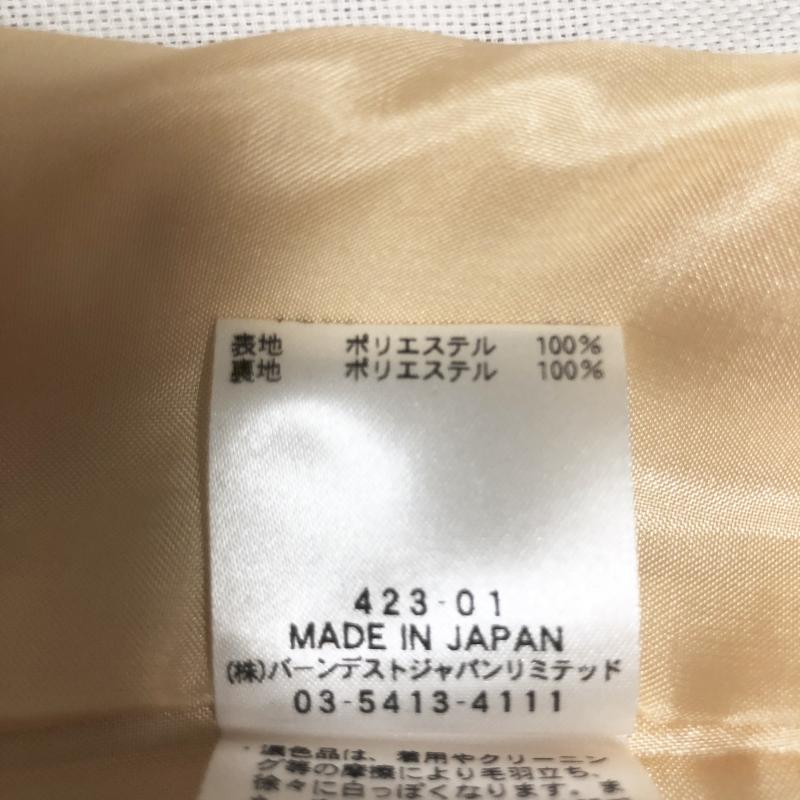 表地 ポリエステル 100%
裏地 ポリエステル 100%
423-01
MADE IN JAPAN
(株)バーンデストジャパンリミテッド
03-5413-4111
・濃色品は、着用やクリーニン
グ等の摩擦により毛羽立ち、
徐々に白っぽくなります。ま